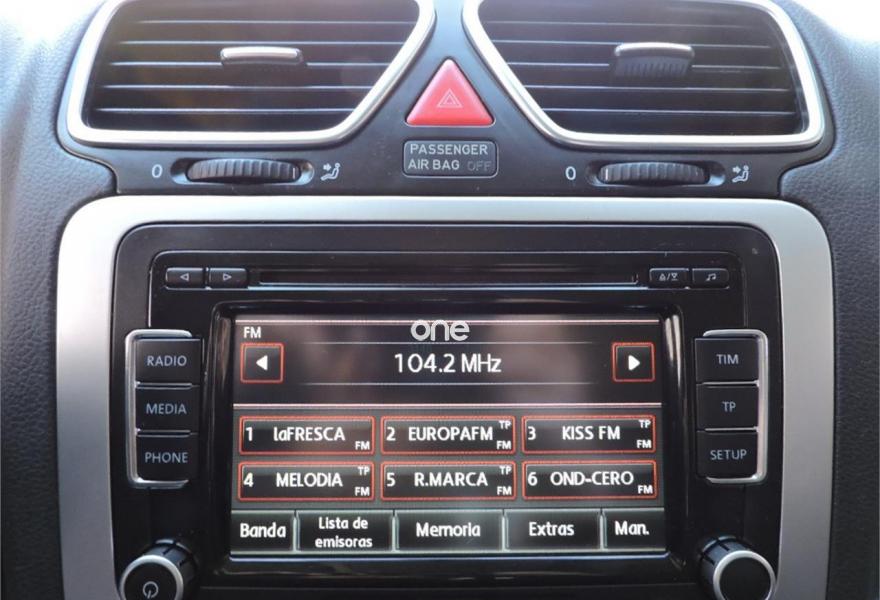 PASSENGER
AIR BAG OFF
0
0
FM
one
104.2 MHz
RADIO
MEDIA
PHONE
TIM
TP
SETUP
1 laFRESCA FM
2 EUROPAFM TP FM
3 KISS FM TP FM
4 MELODIA TP FM
5 R.MARCA TP FM
6 OND-CERO FM
Banda
Lista de
emisoras
Memoria
Extras
Man.